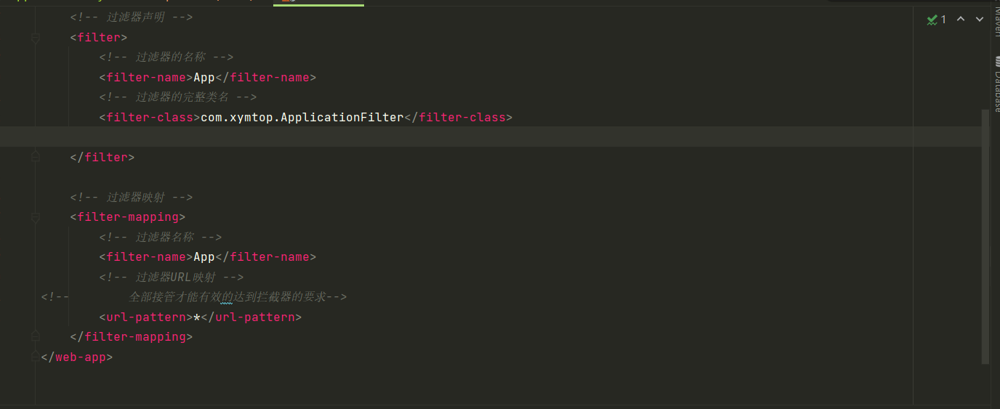 <!-- 过滤器声明 -->
<filter>
<!-- 过滤器的名称 -->
<filter-name>App</filter-name>
<!-- 过滤器的完整类名 -->
<filter-class>com.xymtop.ApplicationFilter</filter-class>
</filter>
<!-- 过滤器映射 -->
<filter-mapping>
<!-- 过滤器名称 -->
<filter-name>App</filter-name>
<!-- 过滤器URL映射 -->
<!--        全部接管才能有效的达到拦截器的要求-->
<url-pattern>*</url-pattern>
</filter-mapping>
</web-app>
1
Maven
Database